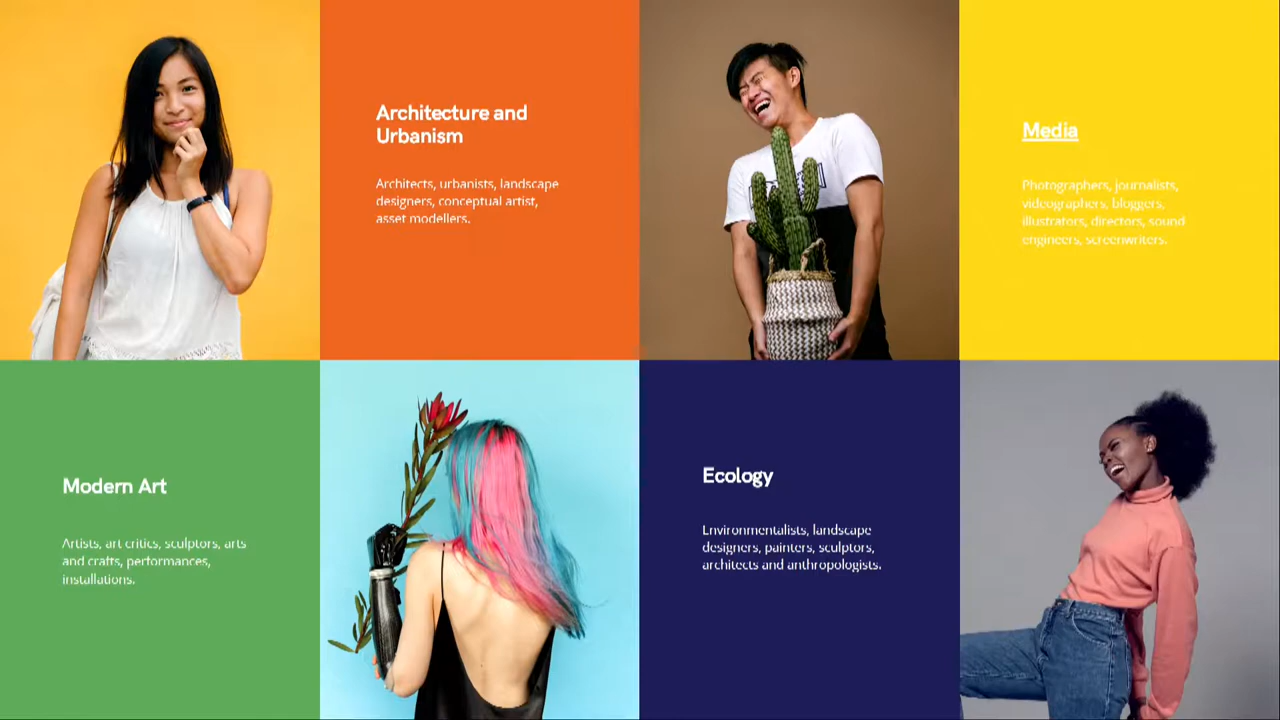 Architecture and
Urbanism
Architects, urbanists, landscape
designers, conceptual artist,
asset modellers.
Media
Photographers, journalists,
videographers, bloggers,
illustrators, directors, sound
engineers, screenwriters.
Modern Art
Artists, art critics, sculptors, arts
and crafts, performances,
installations.
Ecology
Environmentalists, landscape
designers, painters, sculptors,
architects and anthropologists.